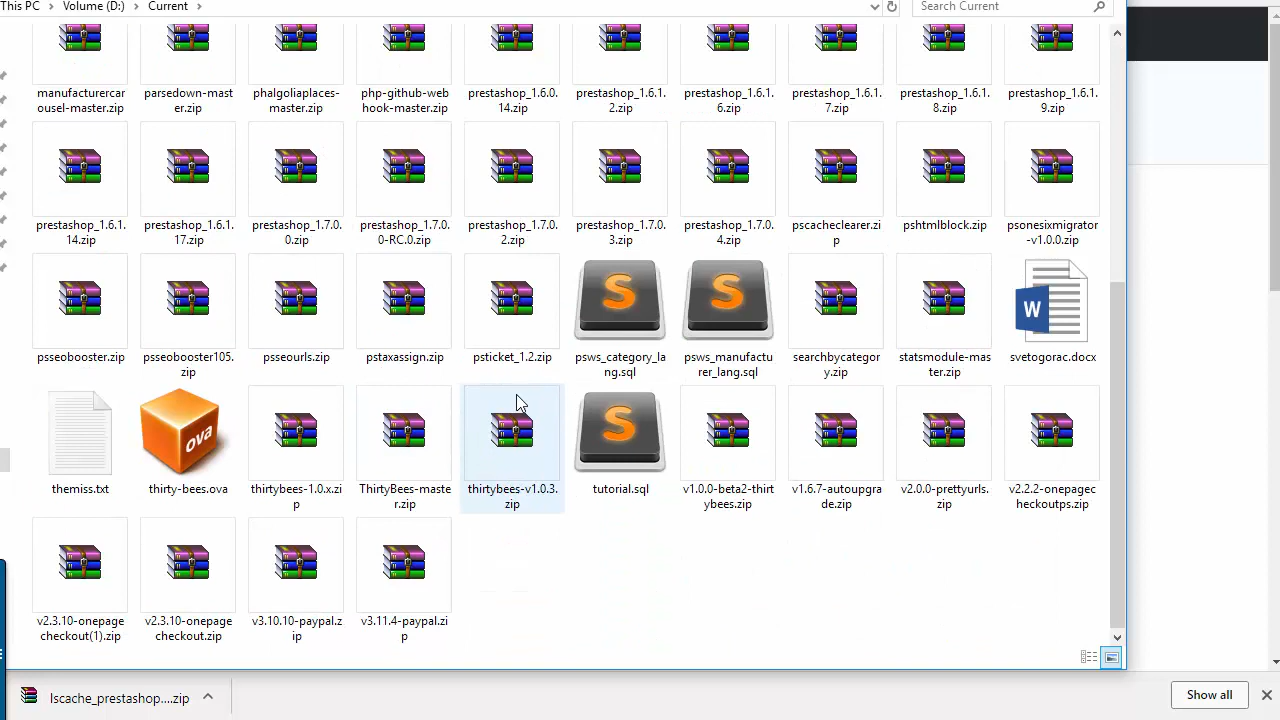 This PC > Volume (D:) > Current >
Search Current
manufacturercar
ousel-master.zip
parsedown-mast
er.zip
phalgoliaplaces-
master.zip
php-github-web
hook-master.zip
prestashop_1.6.0.
14.zip
prestashop_1.6.1.
2.zip
prestashop_1.6.1.
6.zip
prestashop_1.6.1.
7.zip
prestashop_1.6.1.
8.zip
prestashop_1.6.1.
9.zip
prestashop_1.6.1.
14.zip
prestashop_1.6.1.
17.zip
prestashop_1.7.0.
0.zip
prestashop_1.7.0.
0-RC.0.zip
prestashop_1.7.0.
2.zip
prestashop_1.7.0.
3.zip
prestashop_1.7.0.
4.zip
pscacheclearer.zi
p
pshtmlblock.zip
psonesixmigrator
-v1.0.0.zip
psseobooster.zip
psseobooster105.
zip
psseourls.zip
pstaxassign.zip
psticket_1.2.zip
psws_category_la
ng.sql
psws_manufactu
rer_lang.sql
searchbycategor
y.zip
statsmodule-mas
ter.zip
svetogorac.docx
themiss.txt
thirty-bees.ova
thirtybees-1.0.x.zi
p
ThirtyBees-maste
r.zip
thirtybees-v1.0.3.
zip
tutorial.sql
v1.0.0-beta2-thirt
ybees.zip
v1.6.7-autoupgra
de.zip
v2.0.0-prettyurls.
zip
v2.2.2-onepagec
heckoutps.zip
v2.3.10-onepage
checkout(1).zip
v2.3.10-onepage
checkout.zip
v3.10.10-paypal.z
ip
v3.11.4-paypal.zi
p
lscache_prestashop....zip
Show all